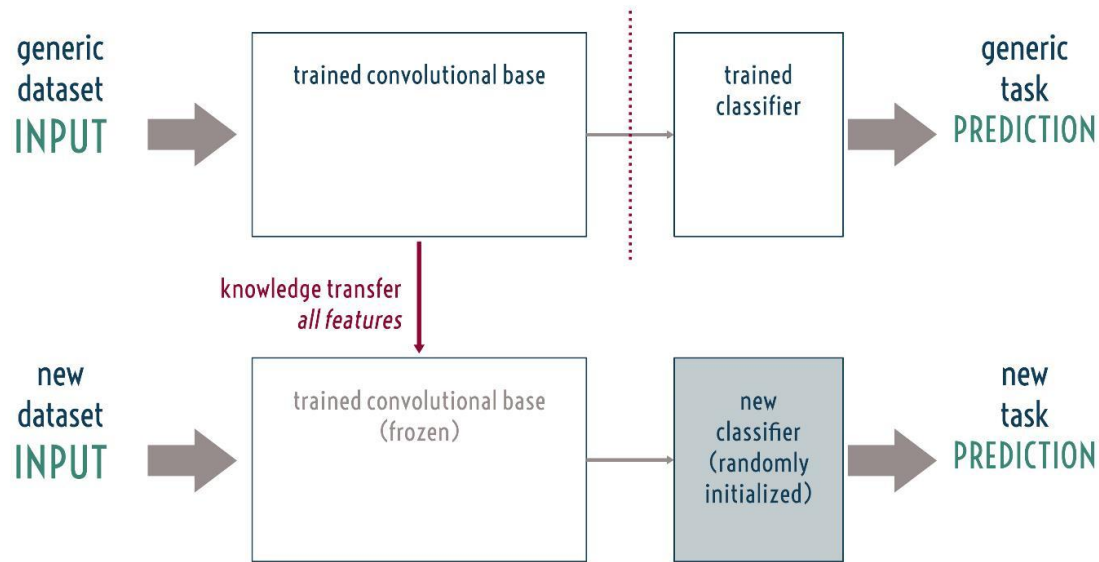 generic
dataset
INPUT
trained convolutional base
trained
classifier
generic
task
PREDICTION
knowledge transfer
all features
new
dataset
INPUT
trained convolutional base
(frozen)
new
classifier
(randomly
initialized)
new
task
PREDICTION